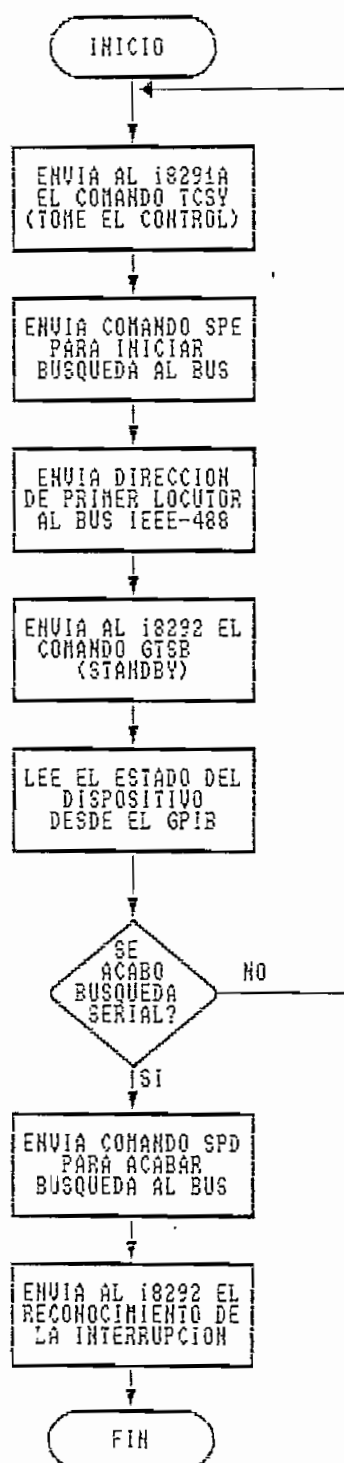 INICIO
ENVIA AL i8291A
EL COMANDO TCSY
(TOME EL CONTROL)
ENVIA COMANDO SPE
PARA INICIAR
BUSQUEDA AL BUS
ENVIA DIRECCION
DE PRIMER LOCUTOR
AL BUS IEEE-488
ENVIA AL i8292 EL
COMANDO GTSB
(STANDBY)
LEE EL ESTADO DEL
DISPOSITIVO
DESDE EL GPIB
SE
ACABO
BUSQUEDA
SERIAL?
NO
SI
ENVIA COMANDO SPD
PARA ACABAR
BUSQUEDA AL BUS
ENVIA AL i8292 EL
RECONOCIMIENTO DE
LA INTERRUPCION
FIN